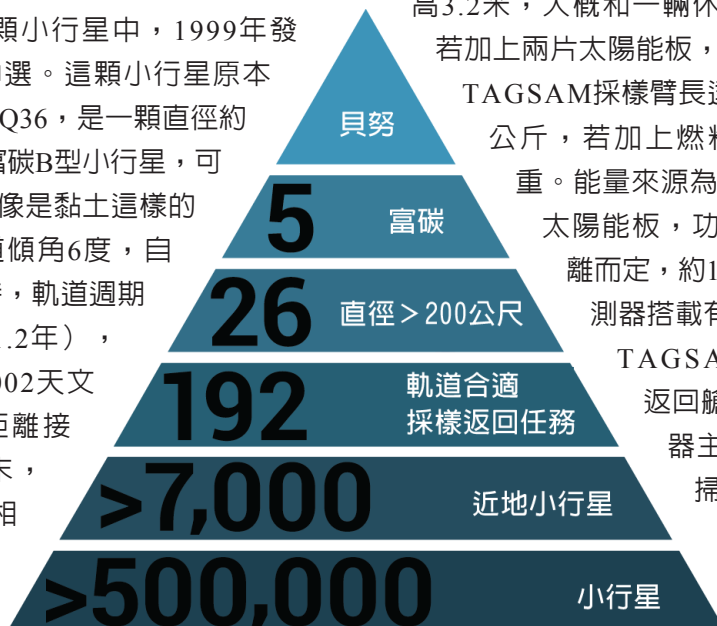 顆小行星中，1999年發
選。這顆小行星原本
Q36，是一顆直徑約
富碳B型小行星，可
像是黏土這樣的
道傾角6度，自
，軌道週期
.2年），
002天文
距離接
，
相
貝努
5 富碳
26 直徑＞200公尺
192 軌道合適
採樣返回任務
>7,000 近地小行星
>500,000 小行星
高3.2米，大概和一輛休
若加上兩片太陽能板，
TAGSAM採樣臂長達
公斤，若加上燃料
重。能量來源為
太陽能板，功
離而定，約1
測器搭載有
TAGSA
返回艙
器主
掃